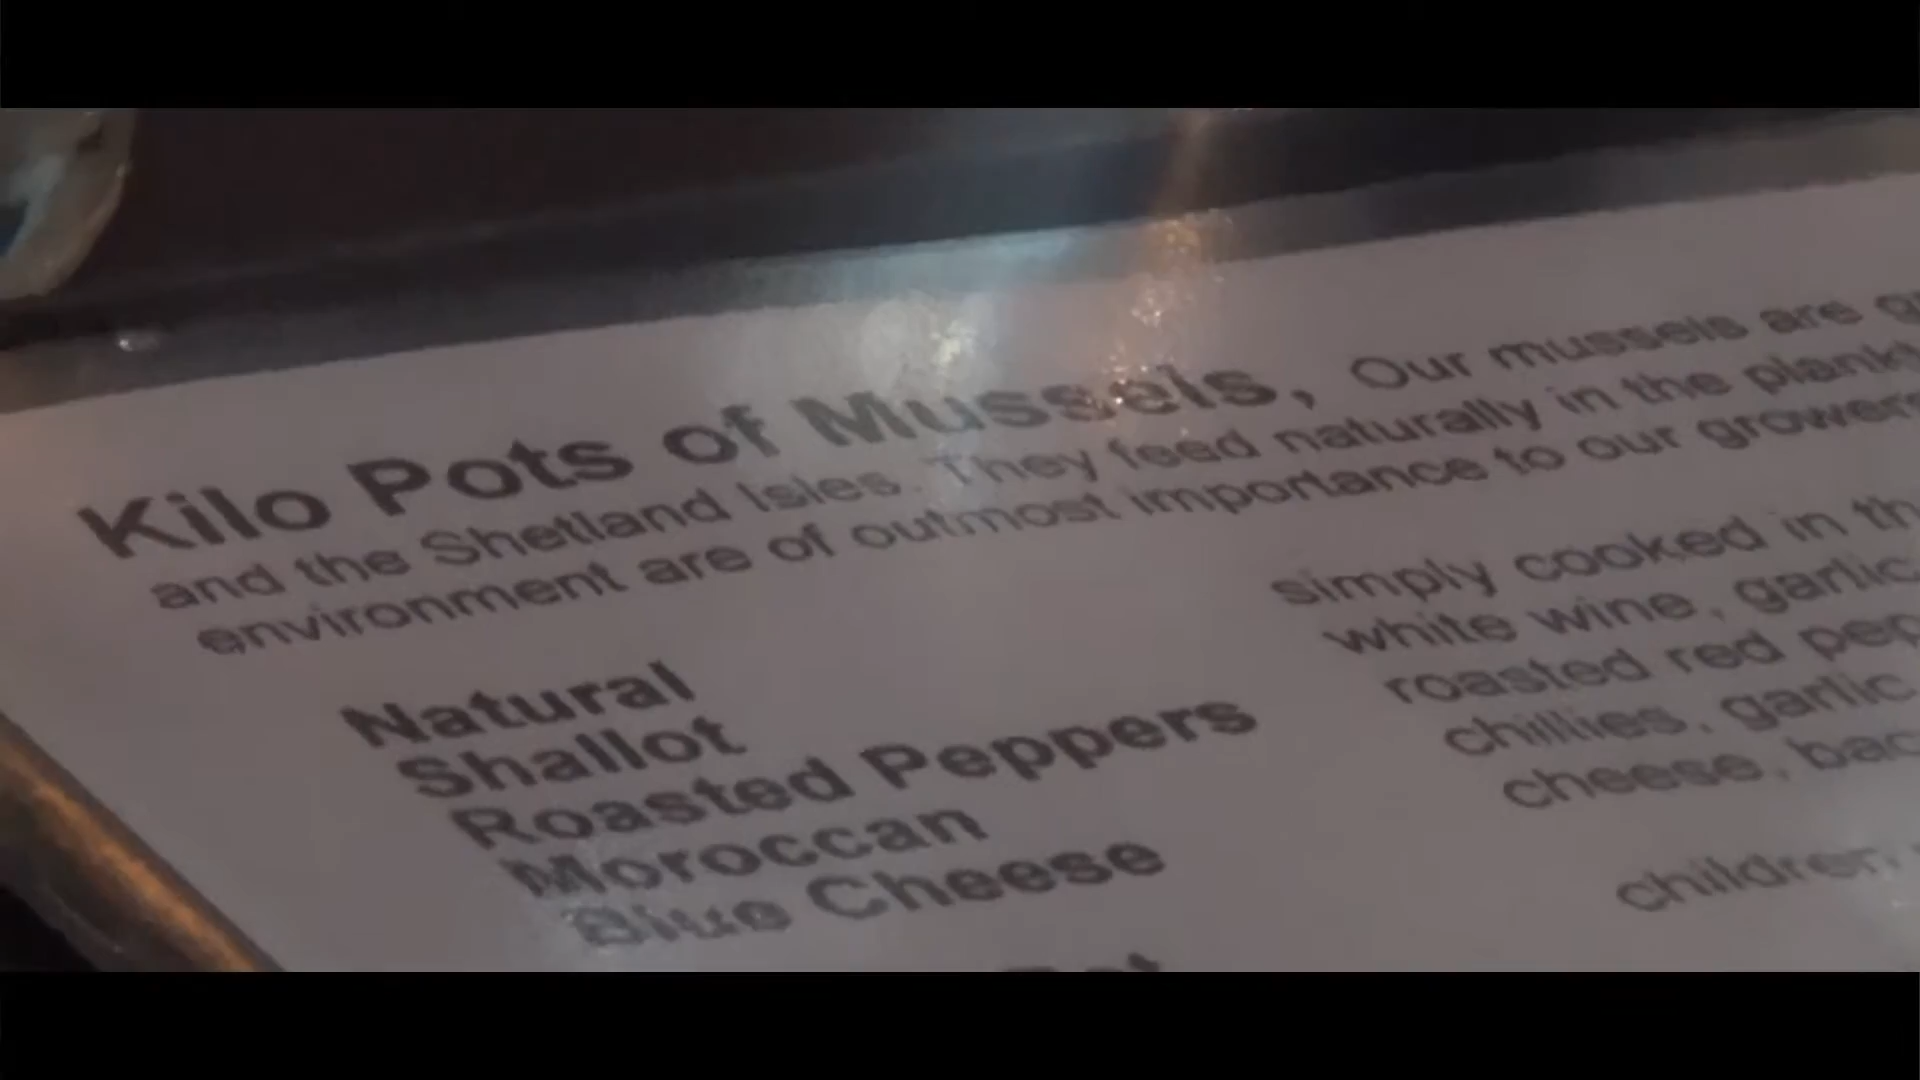 Kilo Pots of Mussels, Our mussels are
and the Shetland Isles. They feed naturally in the
environment are of outmost importance to our growers
Natural simply cooked in
Shallot white wine, garlic
Roasted Peppers roasted red
Moroccan chillies, garlic
Blue Cheese cheese,
children